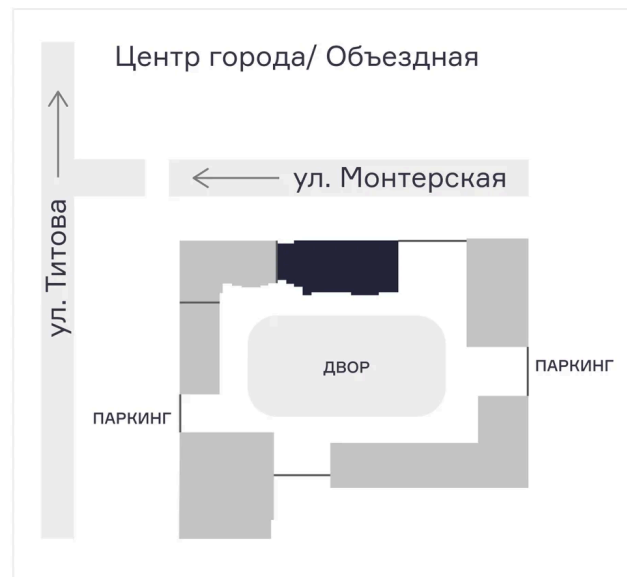 Центр города/ Объездная
ул. Монтерская
ул. Титова
ДВОР
ПАРКИНГ
ПАРКИНГ